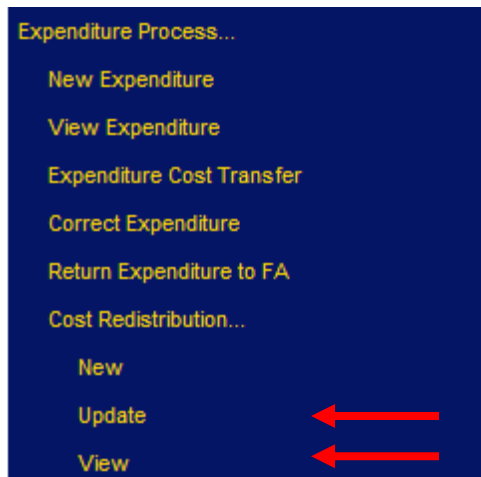 Expenditure Process...
New Expenditure
View Expenditure
Expenditure Cost Transfer
Correct Expenditure
Return Expenditure to FA
Cost Redistribution...
New
Update
View